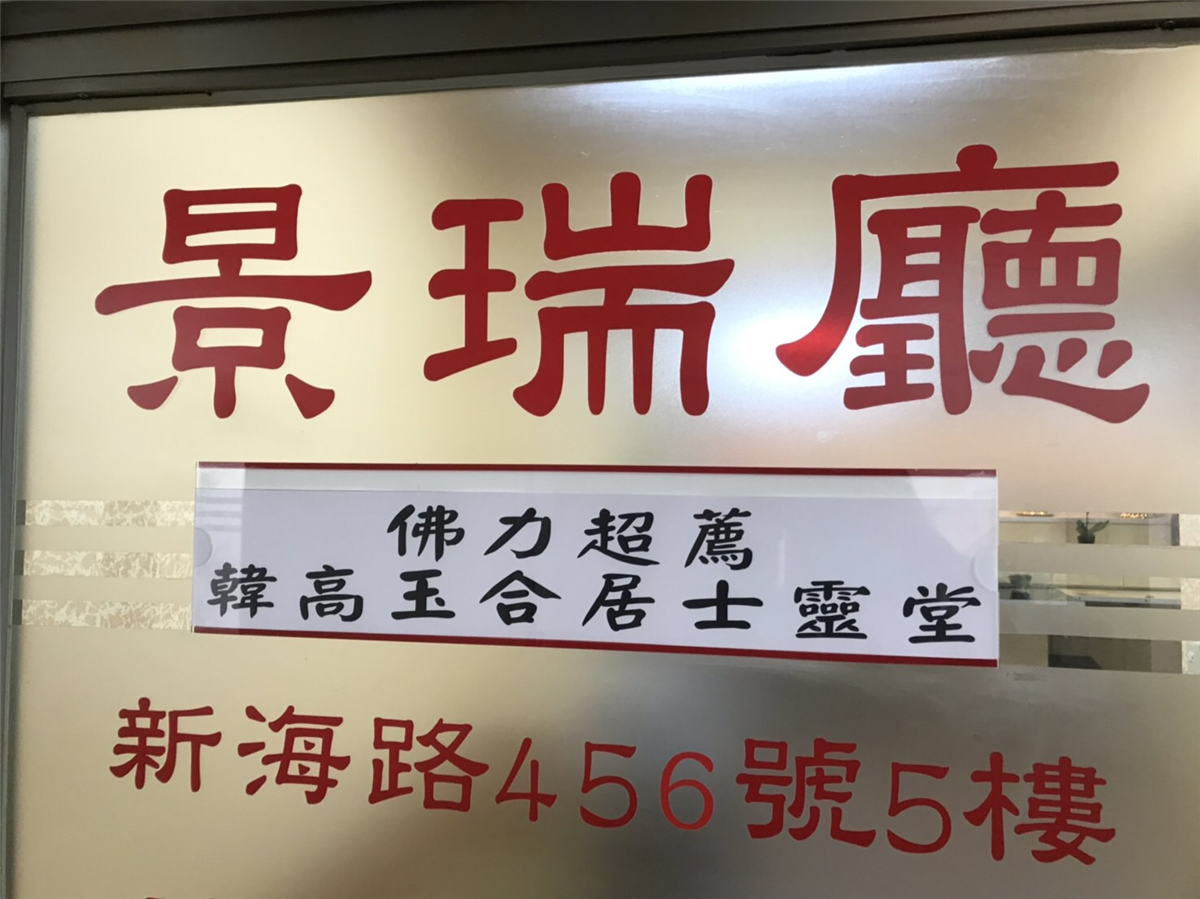 景瑞廳
佛力超薦
韓高玉合居士靈堂
新海路456號5樓